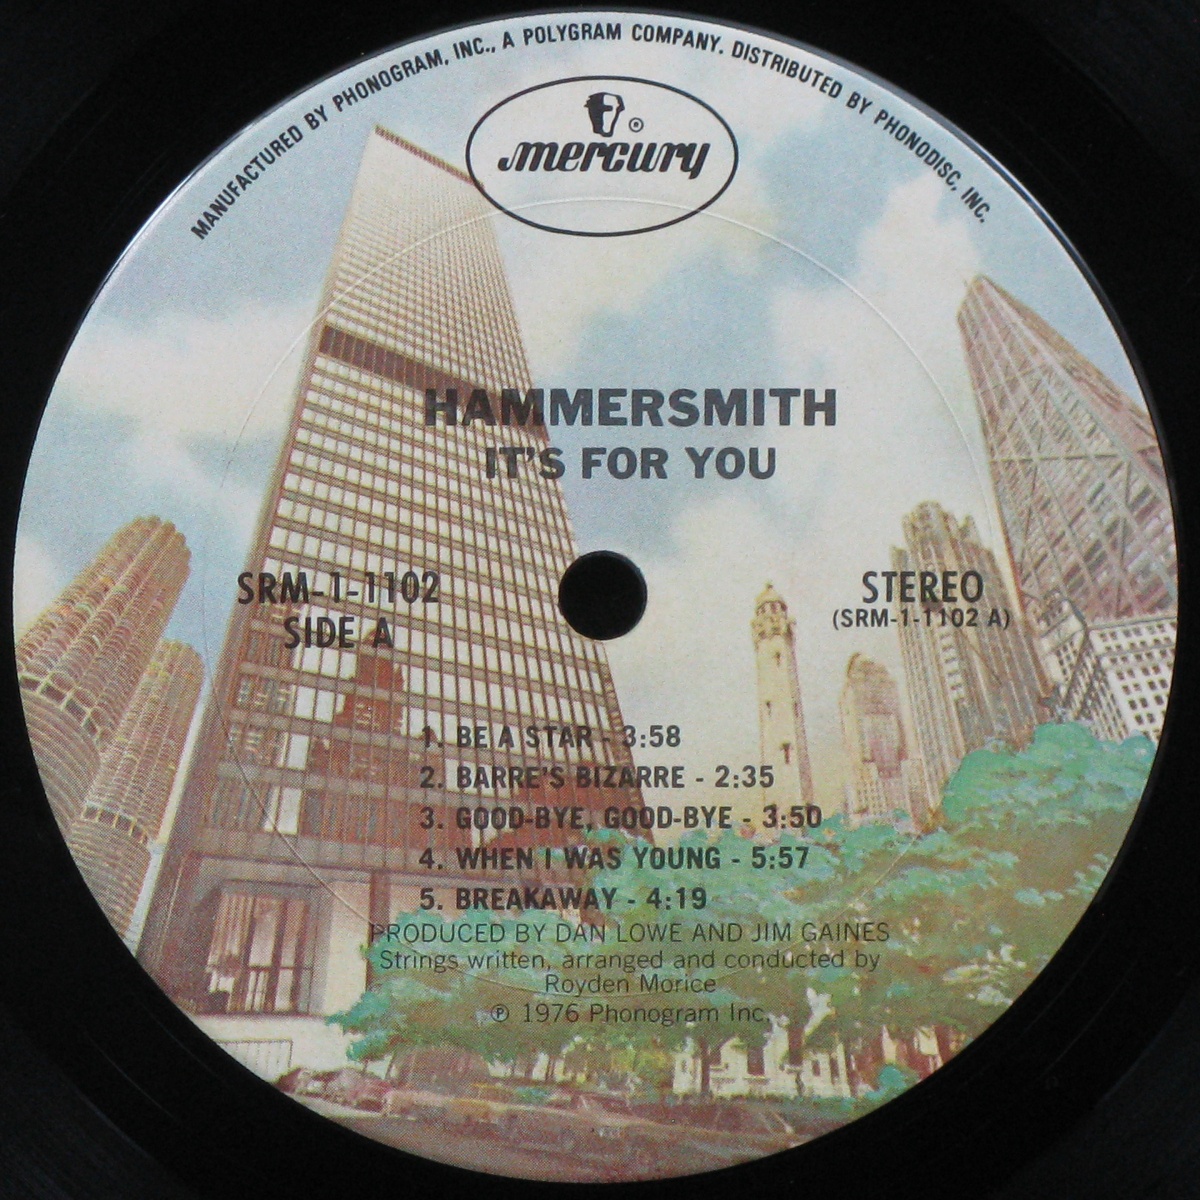 MANUFACTURED BY PHONOGRAM, INC., A POLYGRAM COMPANY. DISTRIBUTED BY PHONODISC, INC.
mercury ®
HAMMERSMITH
IT'S FOR YOU
SRM-1-1102
SIDE A
STEREO
(SRM-1-1102 A)
1. BE A STAR - 3:58
2. BARRE'S BIZARRE - 2:35
3. GOOD-BYE, GOOD-BYE - 3:50
4. WHEN I WAS YOUNG - 5:57
5. BREAKAWAY - 4:19
PRODUCED BY DAN LOWE AND JIM GAINES
Strings written, arranged and conducted by
Royden Morice
℗ 1976 Phonogram Inc.